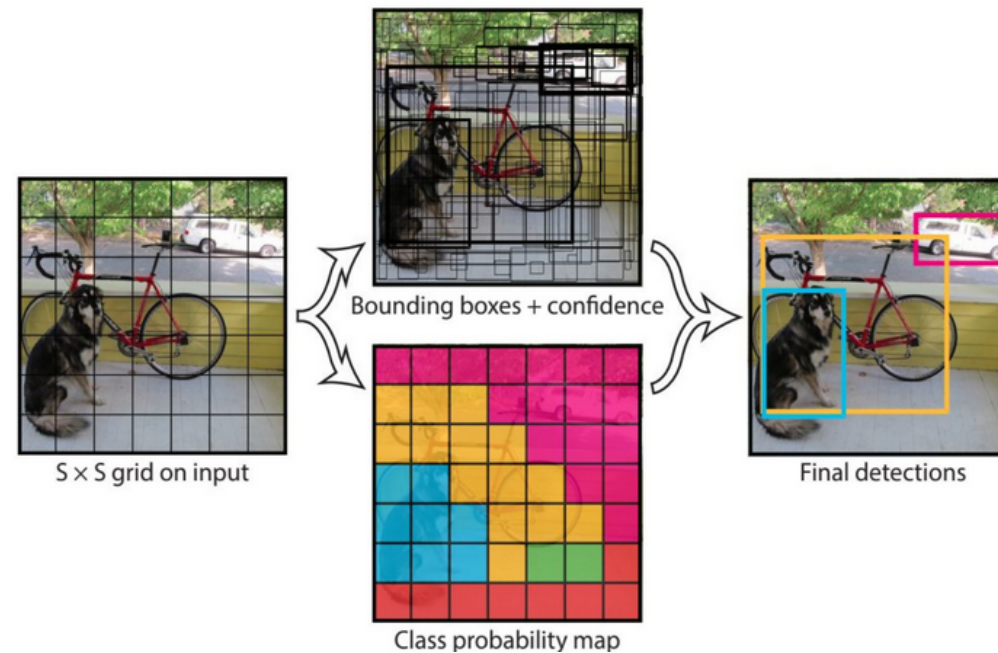 Bounding boxes + confidence
S × S grid on input
Final detections
Class probability map